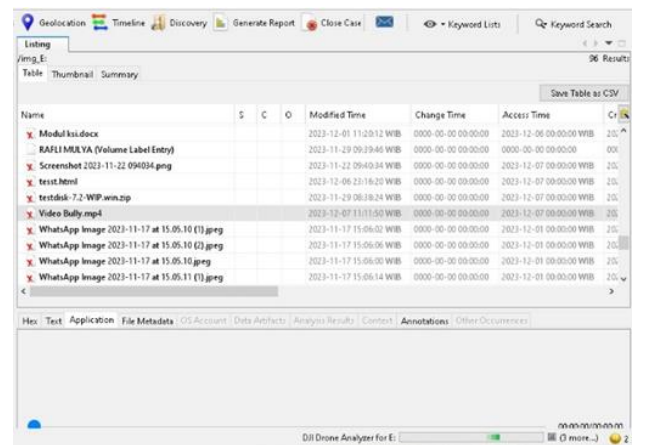 Geolocation Timeline Discovery Generate Report Close Case Keyword Lists Keyword Search
Listing
/img_E:
96 Results
Table Thumbnail Summary
Save Table as CSV
Name S C O Modified Time Change Time Access Time Cr
Modul ksi.docx 2023-12-01 11:20:12 WIB 0000-00-00 00:00:00 2023-12-06 00:00:00 WIB 202
RAFLI MULYA (Volume Label Entry) 2023-11-29 09:39:46 WIB 0000-00-00 00:00:00 0000-00-00 00:00:00 000
Screenshot 2023-11-22 094034.png 2023-11-22 09:40:34 WIB 0000-00-00 00:00:00 2023-12-07 00:00:00 WIB 202
tesst.html 2023-12-06 23:16:20 WIB 0000-00-00 00:00:00 2023-12-07 00:00:00 WIB 202
testdisk-7.2-WIP.win.zip 2023-11-29 08:38:24 WIB 0000-00-00 00:00:00 2023-12-07 00:00:00 WIB 202
Video Bully.mp4 2023-12-07 11:11:50 WIB 0000-00-00 00:00:00 2023-12-07 00:00:00 WIB 202
WhatsApp Image 2023-11-17 at 15.05.10 (1).jpeg 2023-11-17 15:06:02 WIB 0000-00-00 00:00:00 2023-12-01 00:00:00 WIB 202
WhatsApp Image 2023-11-17 at 15.05.10 (2).jpeg 2023-11-17 15:06:06 WIB 0000-00-00 00:00:00 2023-12-01 00:00:00 WIB 202
WhatsApp Image 2023-11-17 at 15.05.10.jpeg 2023-11-17 15:06:00 WIB 0000-00-00 00:00:00 2023-12-01 00:00:00 WIB 202
WhatsApp Image 2023-11-17 at 15.05.11 (1).jpeg 2023-11-17 15:06:14 WIB 0000-00-00 00:00:00 2023-12-01 00:00:00 WIB 202
Hex Text Application File Metadata OS Account Data Artifacts Analysis Results Context Annotations Other Occurrences
00:00:00/00:00:00
DJI Drone Analyzer for E: (3 more...) 2